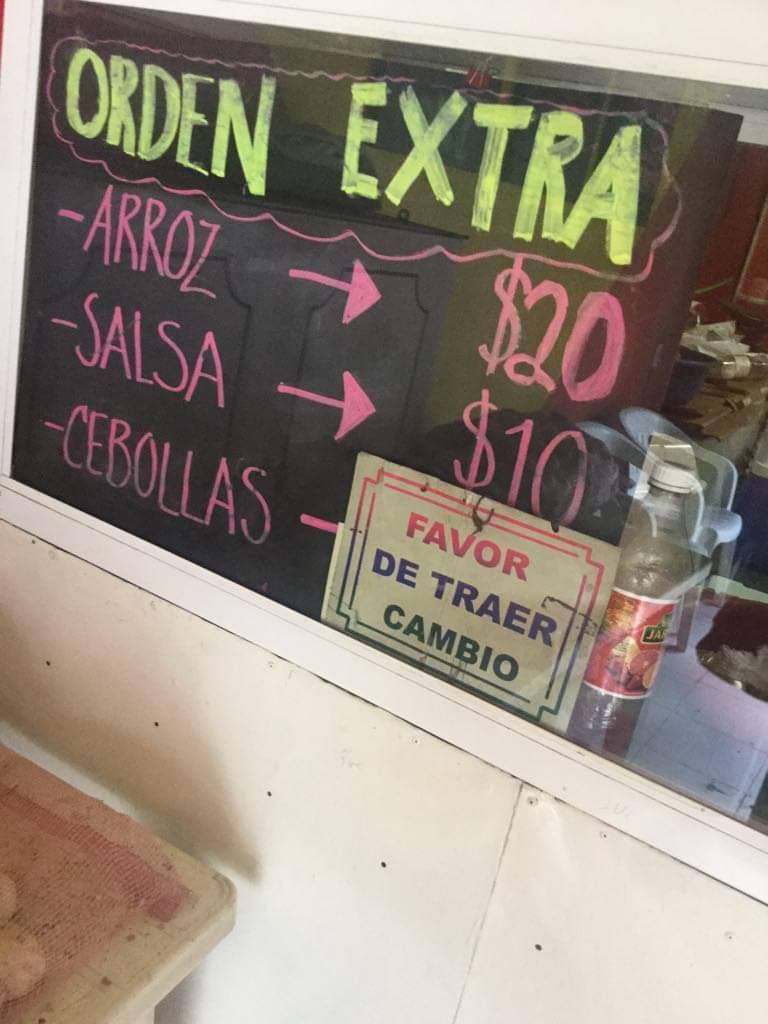 ORDEN EXTRA
-ARROZ → $20
-SALSA → $10
-CEBOLLAS
FAVOR
DE TRAER
CAMBIO